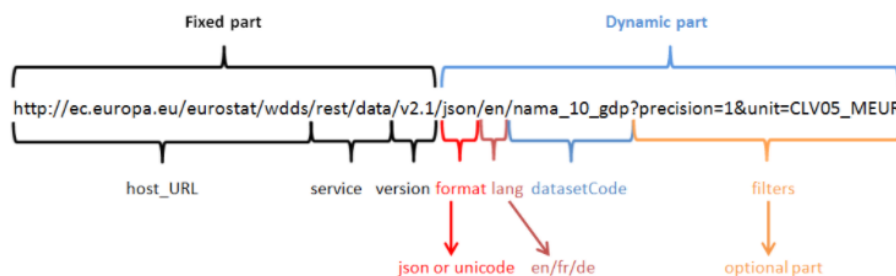 Fixed part Dynamic part
http://ec.europa.eu/eurostat/wdds/rest/data/v2.1/json/en/nama_10_gdp?precision=1&unit=CLV05_MEUR
host_URL service version format lang datasetCode filters
json or unicode en/fr/de optional part